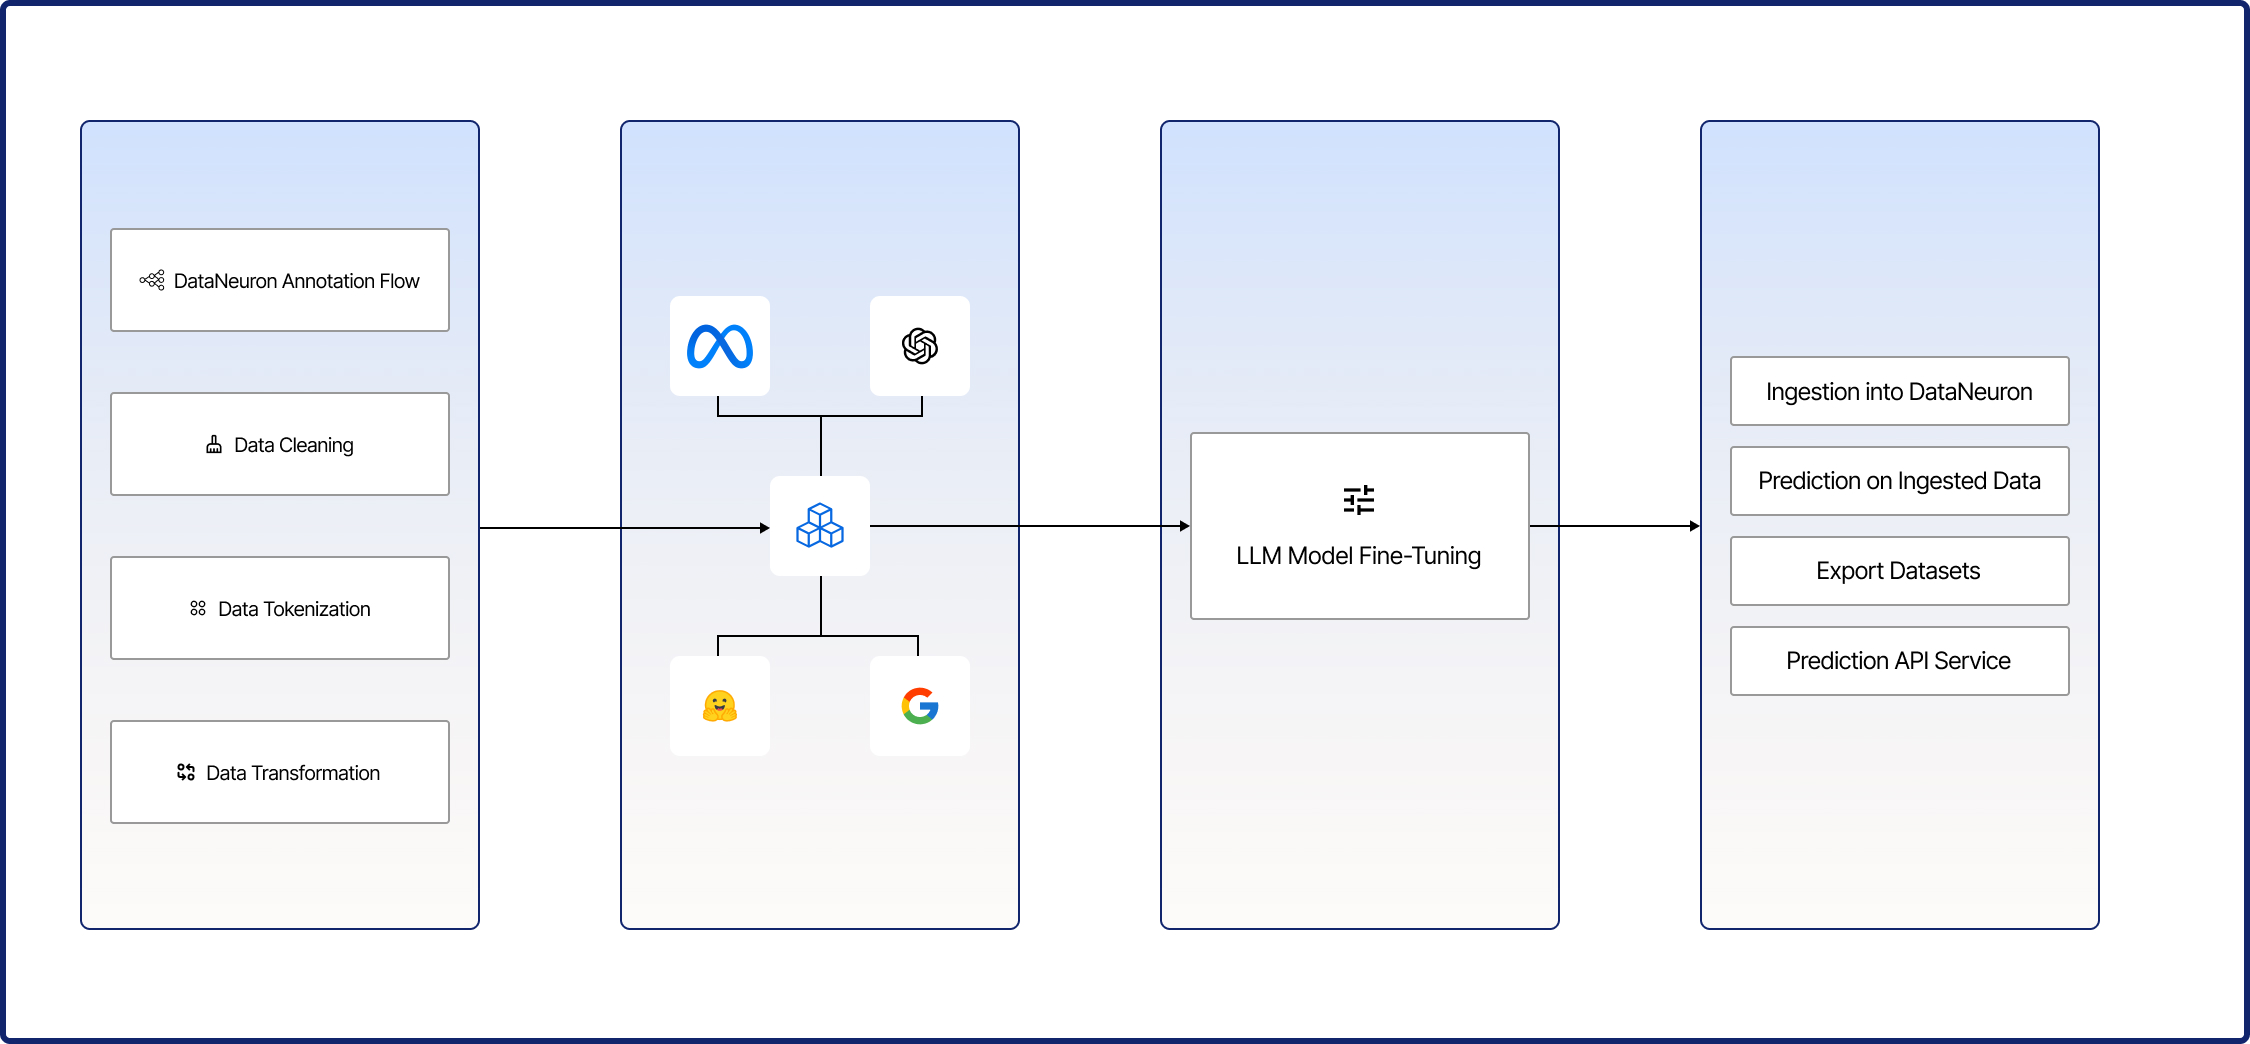 DataNeuron Annotation Flow
Data Cleaning
Data Tokenization
Data Transformation
LLM Model Fine-Tuning
Ingestion into DataNeuron
Prediction on Ingested Data
Export Datasets
Prediction API Service